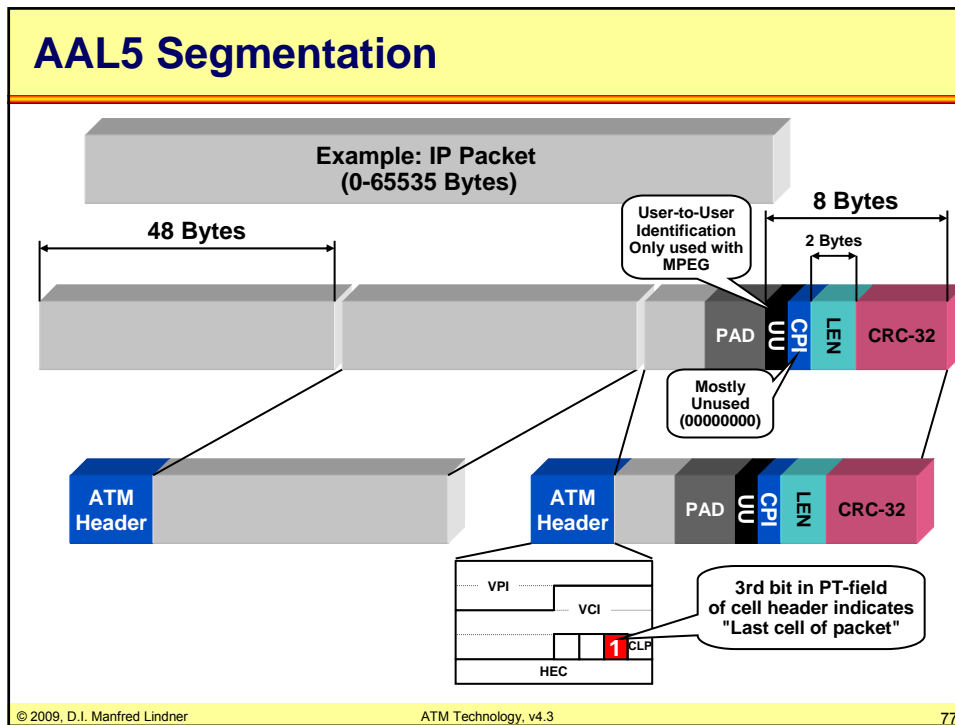 AAL5 Segmentation
Example: IP Packet
(0-65535 Bytes)
User-to-User
Identification
Only used with
MPEG
8 Bytes
48 Bytes
2 Bytes
PAD
UU
CPI
LEN
CRC-32
Mostly
Unused
(00000000)
ATM
Header
ATM
Header
PAD
UU
CPI
LEN
CRC-32
VPI
VCI
1
CLP
HEC
3rd bit in PT-field
of cell header indicates
"Last cell of packet"
© 2009, D.I. Manfred Lindner
ATM Technology, v4.3
77